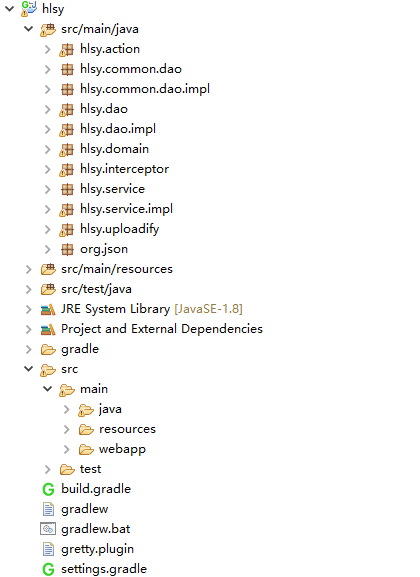 hlsy
src/main/java
hlsy.action
hlsy.common.dao
hlsy.common.dao.impl
hlsy.dao
hlsy.dao.impl
hlsy.domain
hlsy.interceptor
hlsy.service
hlsy.service.impl
hlsy.uploadify
org.json
src/main/resources
src/test/java
JRE System Library [JavaSE-1.8]
Project and External Dependencies
gradle
src
main
java
resources
webapp
test
build.gradle
gradlew
gradlew.bat
gretty.plugin
settings.gradle